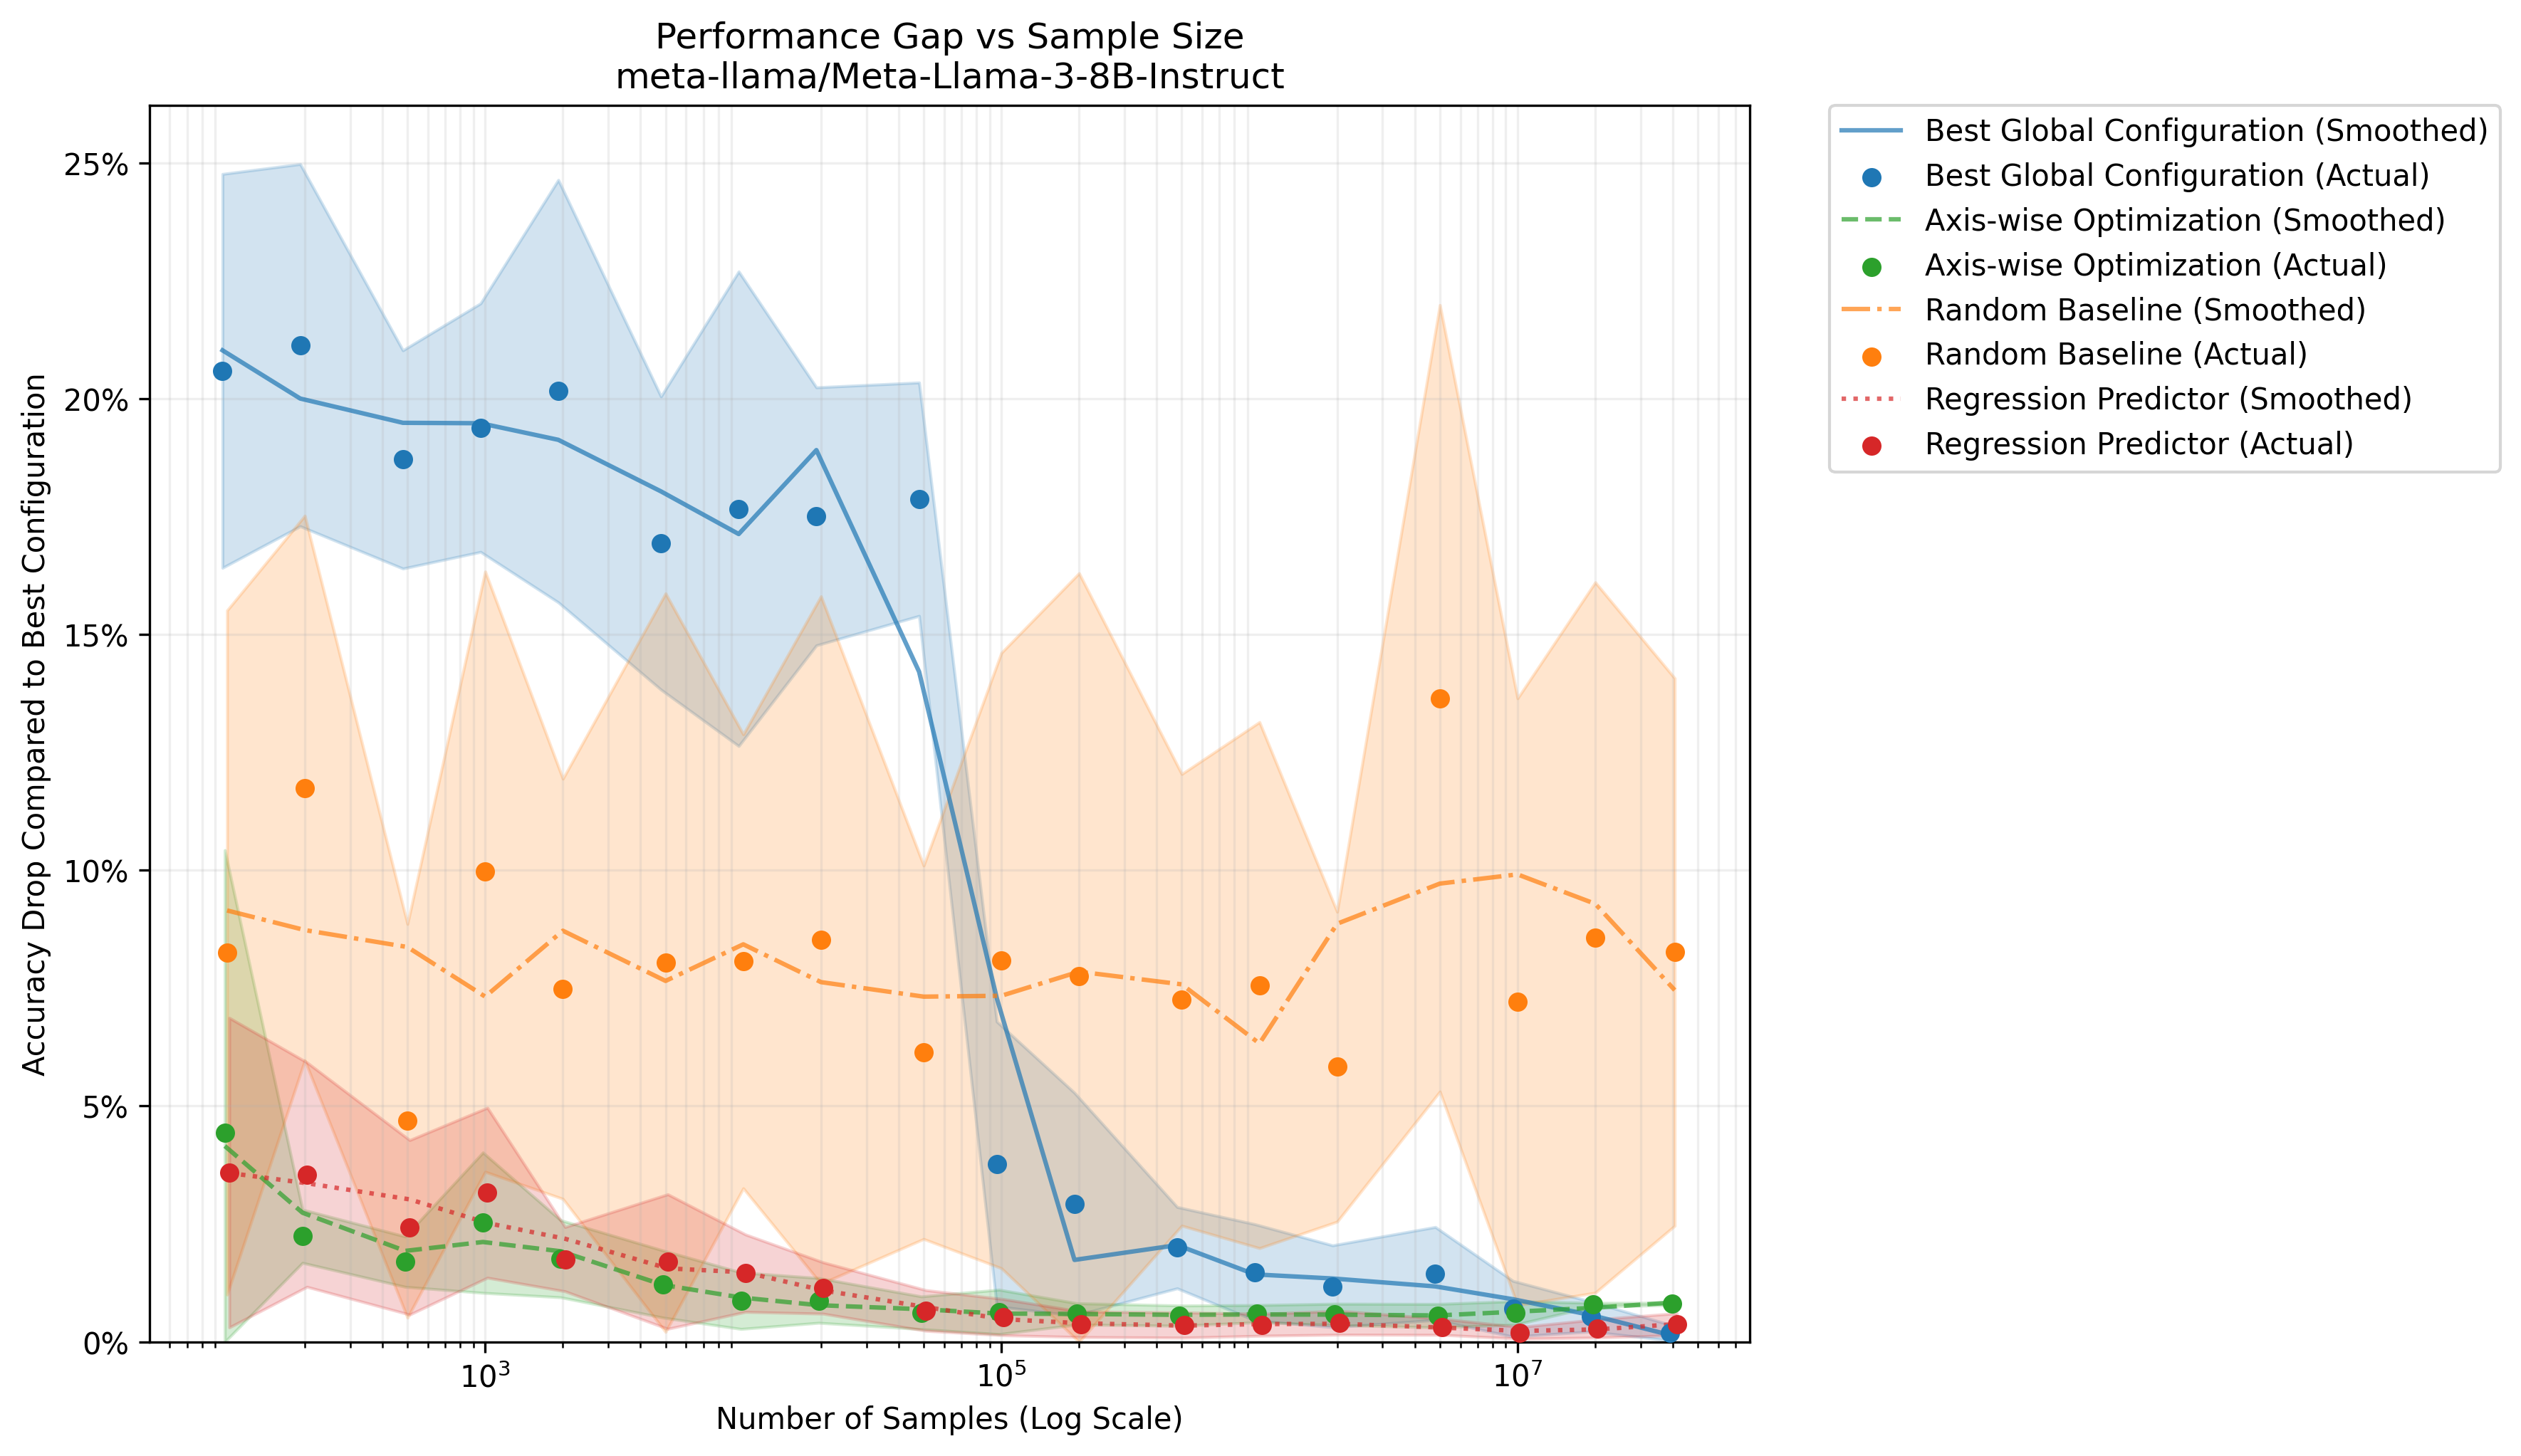 Performance Gap vs Sample Size
meta-llama/Meta-Llama-3-8B-Instruct
Accuracy Drop Compared to Best Configuration
25%
20%
15%
10%
5%
0%
10³
10⁵
10⁷
Number of Samples (Log Scale)
Best Global Configuration (Smoothed)
Best Global Configuration (Actual)
Axis-wise Optimization (Smoothed)
Axis-wise Optimization (Actual)
Random Baseline (Smoothed)
Random Baseline (Actual)
Regression Predictor (Smoothed)
Regression Predictor (Actual)